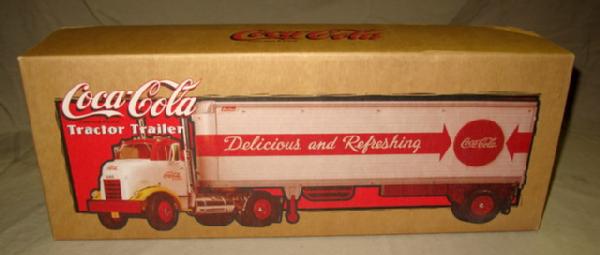 Coca-Cola
Coca-Cola
Tractor Trailer
Delicious and Refreshing
Coca-Cola